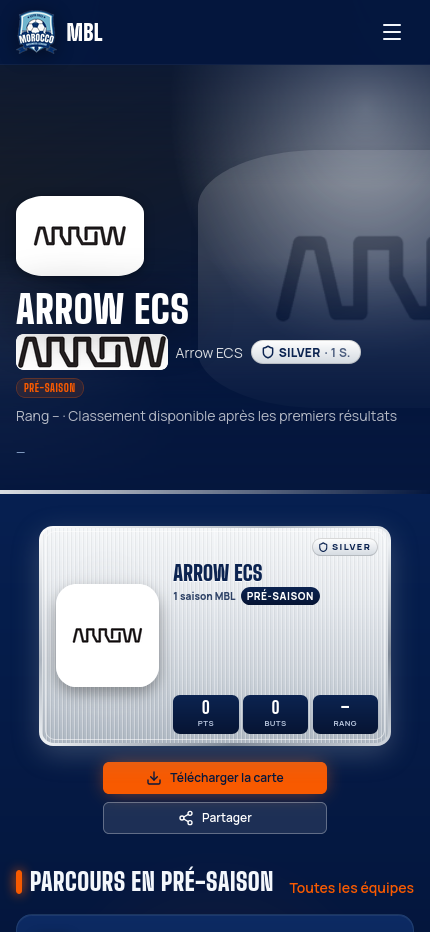 MOROCCO
MBL
ARROW
ARROW ECS
ARROW Arrow ECS SILVER · 1 S.
PRÉ-SAISON
Rang – · Classement disponible après les premiers résultats
—
SILVER
ARROW ECS
1 saison MBL PRÉ-SAISON
ARROW
0 0 –
PTS BUTS RANG
Télécharger la carte
Partager
PARCOURS EN PRÉ-SAISON Toutes les équipes